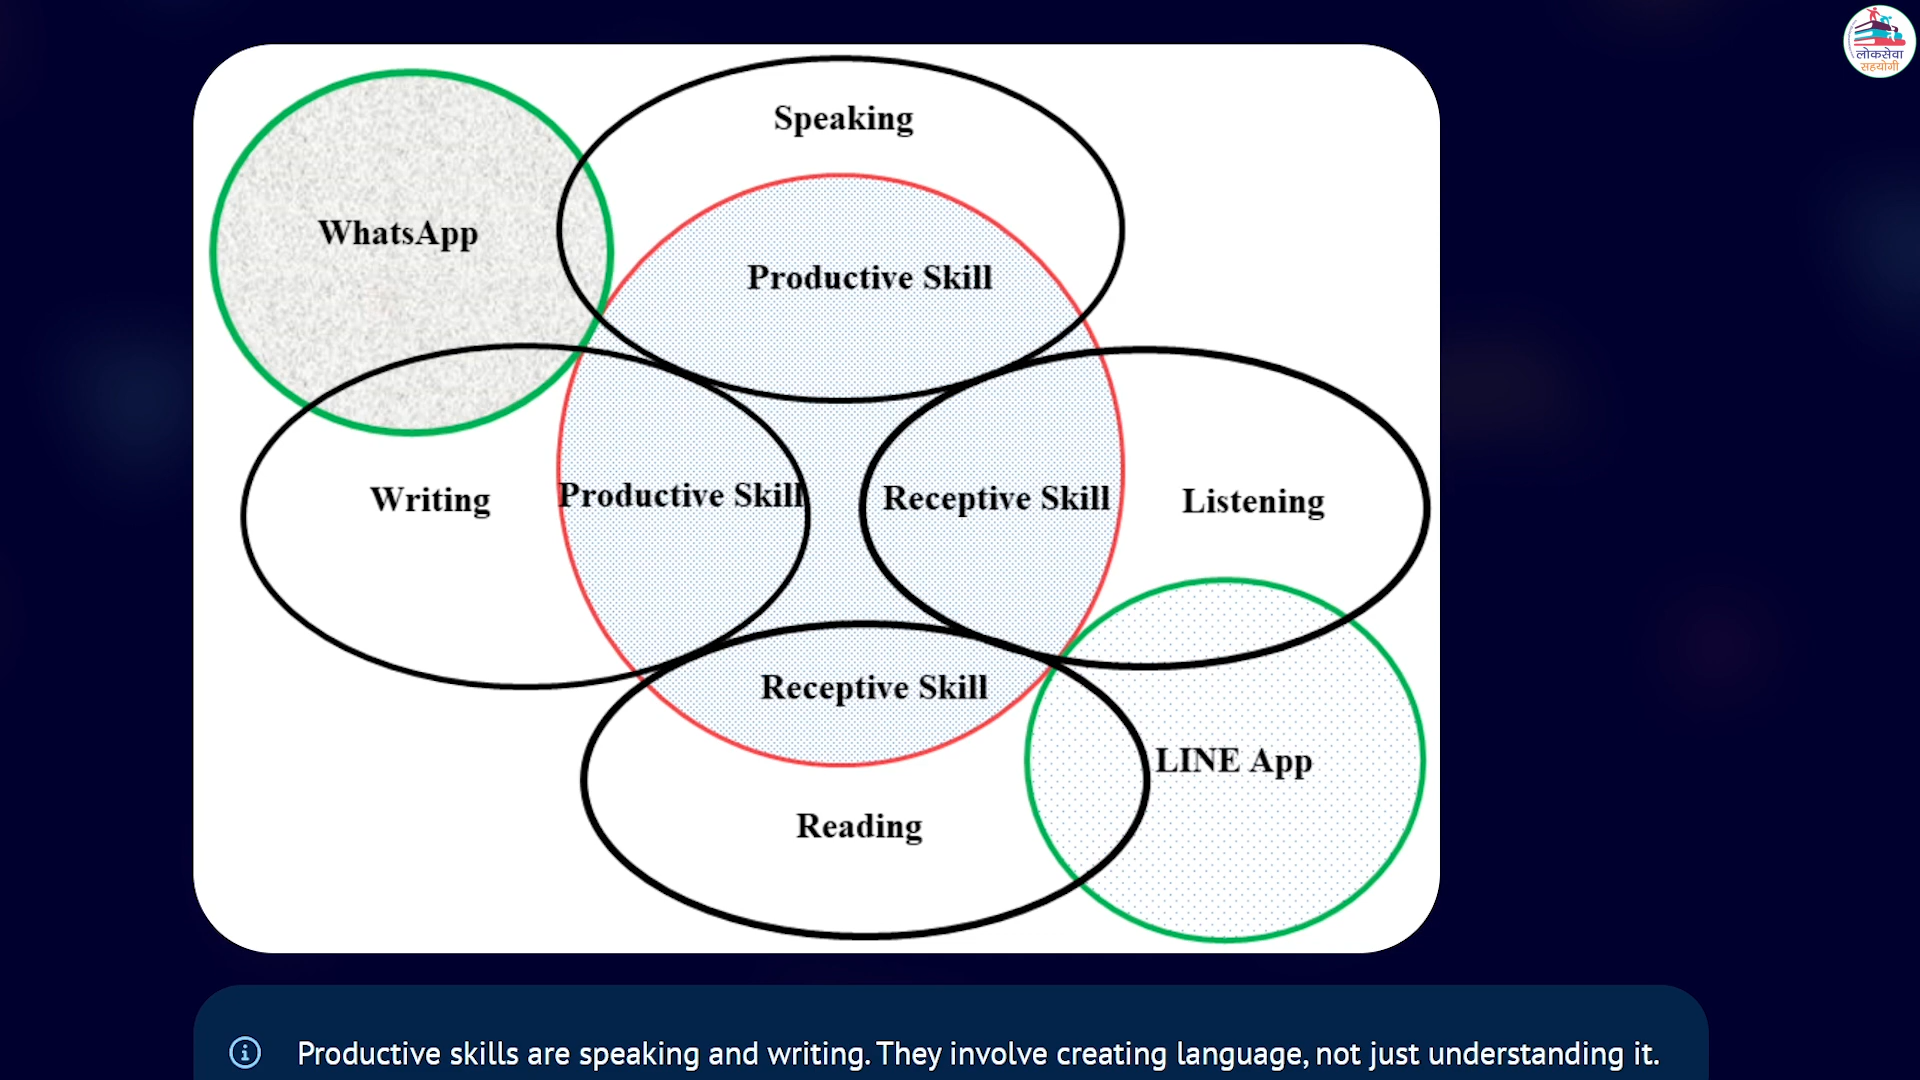 लोकसेवा
सहयोगी
Speaking
WhatsApp
Productive Skill
Writing
Productive Skill
Receptive Skill
Listening
Receptive Skill
LINE App
Reading
Productive skills are speaking and writing. They involve creating language, not just understanding it.